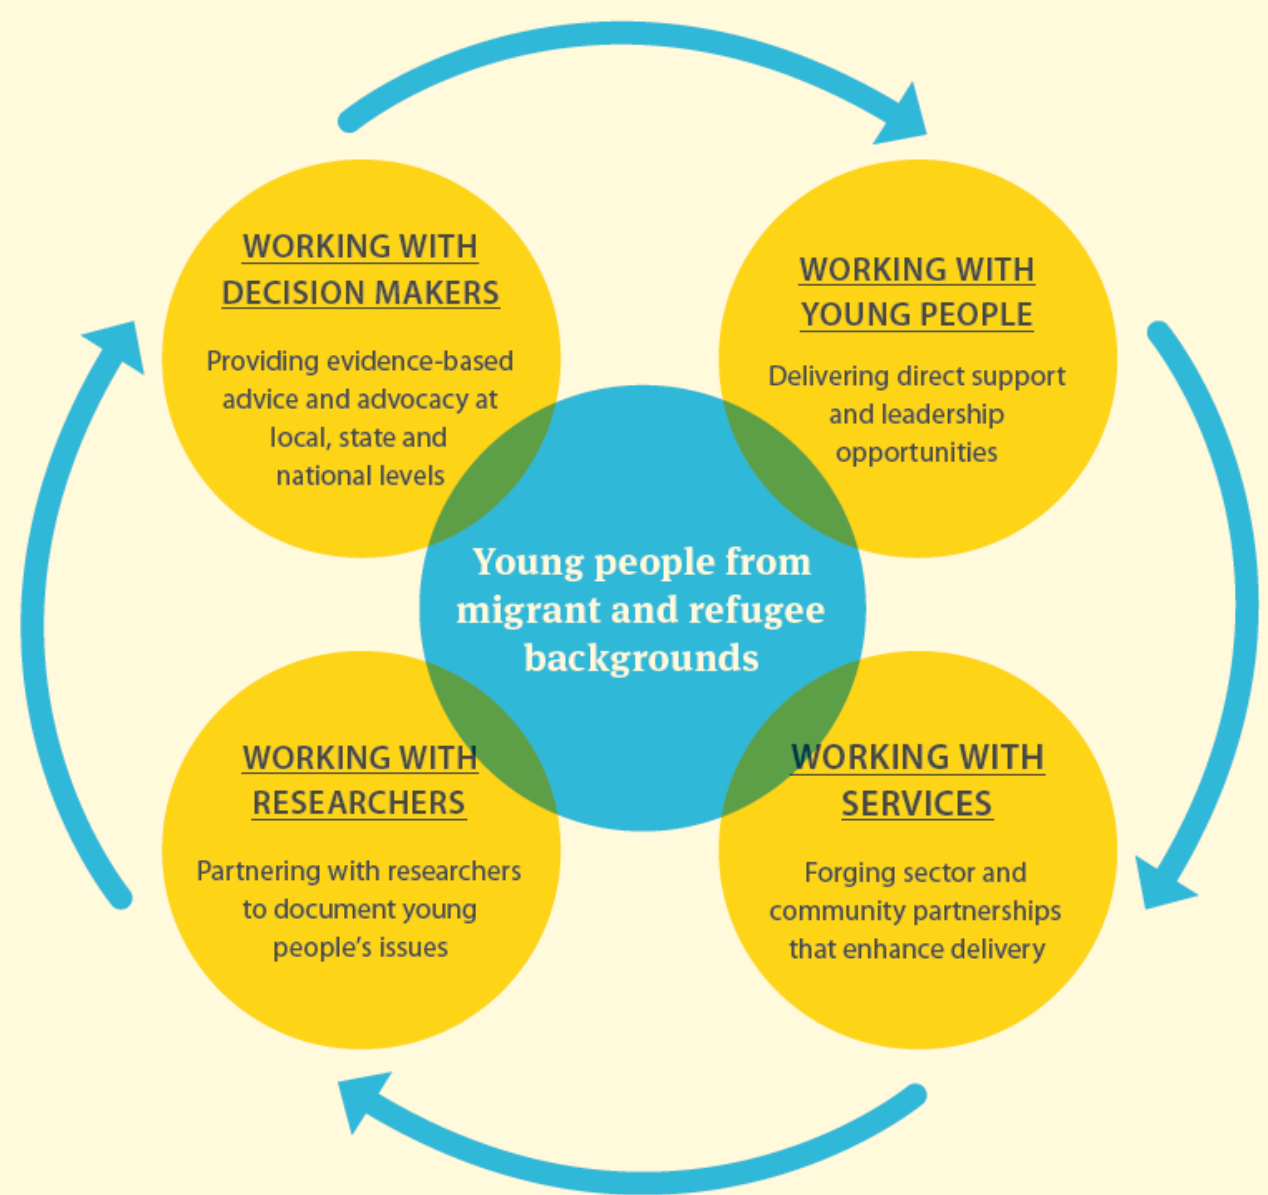 WORKING WITH
DECISION MAKERS
Providing evidence-based
advice and advocacy at
local, state and
national levels
WORKING WITH
YOUNG PEOPLE
Delivering direct support
and leadership
opportunities
Young people from
migrant and refugee
backgrounds
WORKING WITH
RESEARCHERS
Partnering with researchers
to document young
people’s issues
WORKING WITH
SERVICES
Forging sector and
community partnerships
that enhance delivery